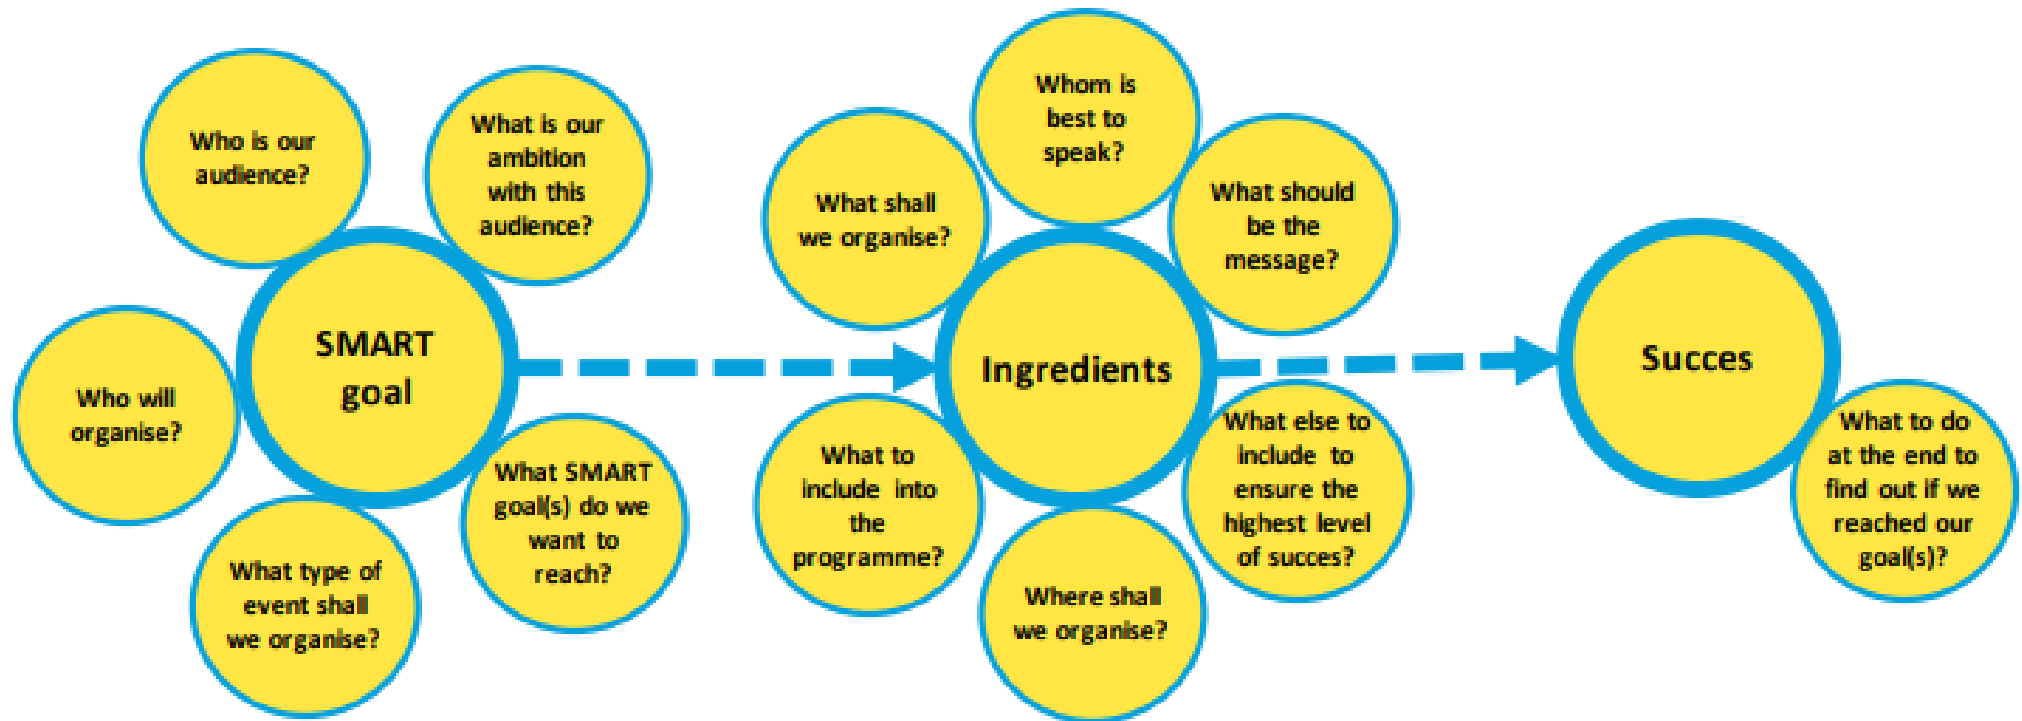 Who is our
audience?
What is our
ambition
with this
audience?
SMART
goal
Who will
organise?
What type of
event shall
we organise?
What SMART
goal(s) do we
want to
reach?
Whom is
best to
speak?
What shall
we organise?
What should
be the
message?
Ingredients
What to
include into
the
programme?
Where shall
we organise?
What else to
include to
ensure the
highest level
of succes?
Succes
What to do
at the end to
find out if we
reached our
goal(s)?